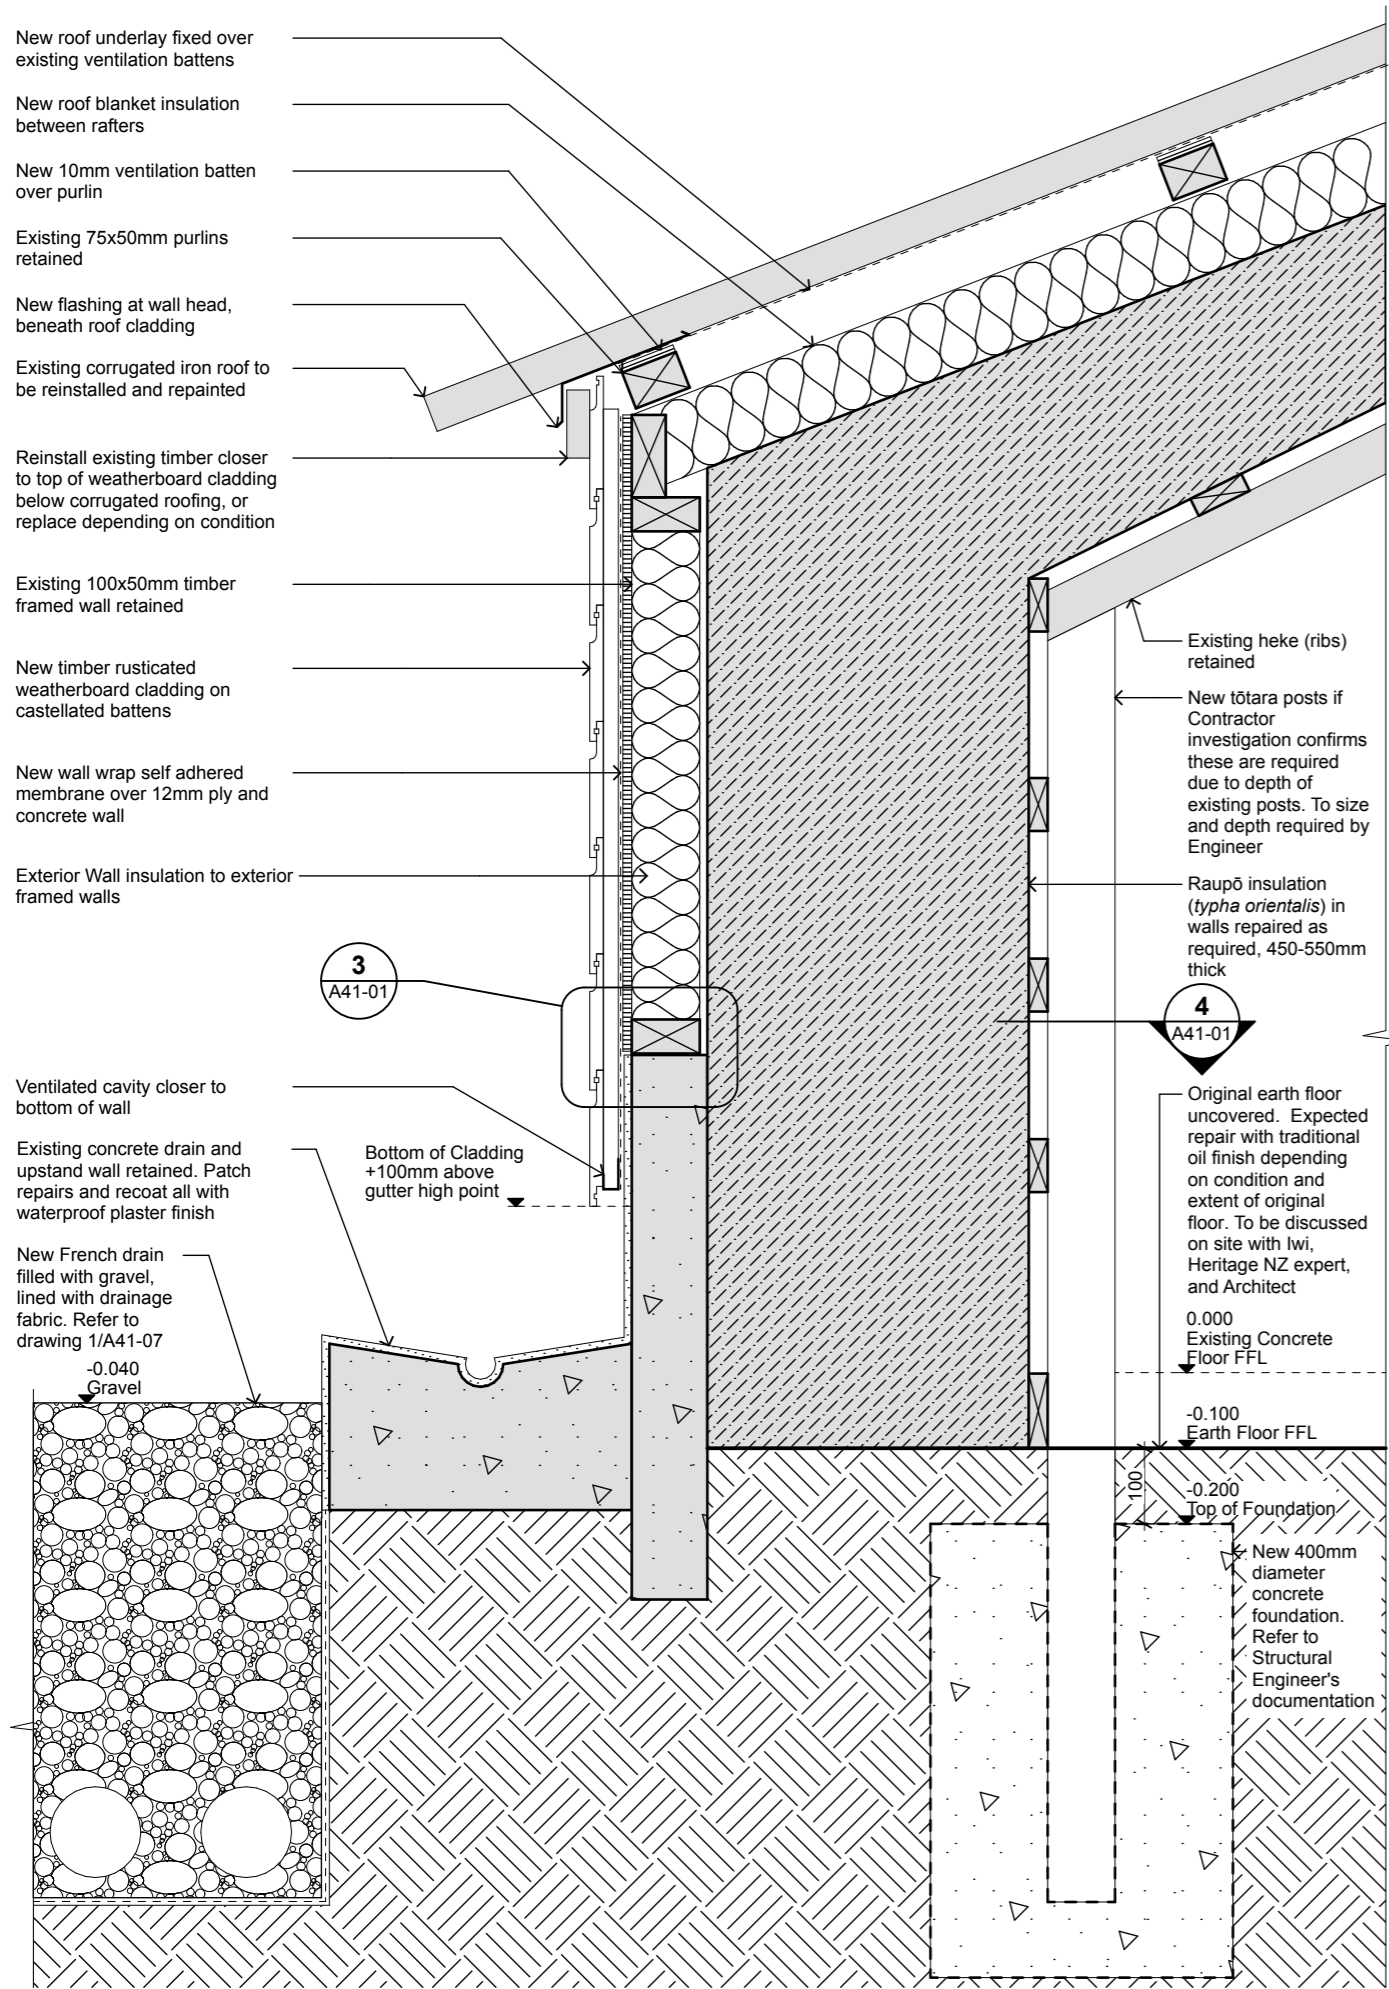 New roof underlay fixed over
existing ventilation battens
New roof blanket insulation
between rafters
New 10mm ventilation batten
over purlin
Existing 75x50mm purlins
retained
New flashing at wall head,
beneath roof cladding
Existing corrugated iron roof to
be reinstalled and repainted
Reinstall existing timber closer
to top of weatherboard cladding
below corrugated roofing, or
replace depending on condition
Existing 100x50mm timber
framed wall retained
New timber rusticated
weatherboard cladding on
castellated battens
New wall wrap self adhered
membrane over 12mm ply and
concrete wall
Exterior Wall insulation to exterior
framed walls
3
A41-01
Ventilated cavity closer to
bottom of wall
Existing concrete drain and
upstand wall retained. Patch
repairs and recoat all with
waterproof plaster finish
Bottom of Cladding
+100mm above
gutter high point
New French drain
filled with gravel,
lined with drainage
fabric. Refer to
drawing 1/A41-07
-0.040
Gravel
Existing heke (ribs)
retained
New tōtara posts if
Contractor
investigation confirms
these are required
due to depth of
existing posts. To size
and depth required by
Engineer
Raupō insulation
(typha orientalis) in
walls repaired as
required, 450-550mm
thick
4
A41-01
Original earth floor
uncovered.  Expected
repair with traditional
oil finish depending
on condition and
extent of original
floor. To be discussed
on site with Iwi,
Heritage NZ expert,
and Architect
0.000
Existing Concrete
Floor FFL
-0.100
Earth Floor FFL
100
-0.200
Top of Foundation
New 400mm
diameter
concrete
foundation.
Refer to
Structural
Engineer's
documentation